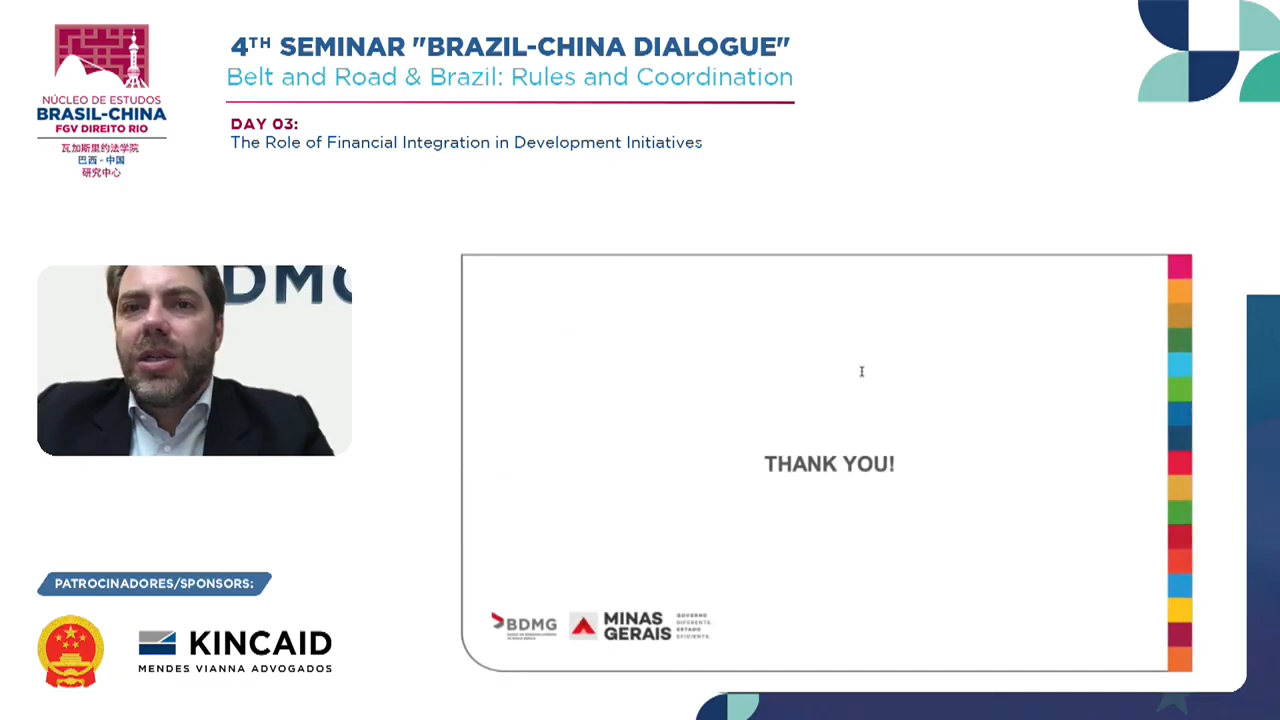 4TH SEMINAR "BRAZIL-CHINA DIALOGUE"
Belt and Road & Brazil: Rules and Coordination
DAY 03:
The Role of Financial Integration in Development Initiatives
NÚCLEO DE ESTUDOS
BRASIL-CHINA
FGV DIREITO RIO
瓦加斯里约法学院
巴西 - 中国
研究中心
DMG
THANK YOU!
BDMG
MINAS
GERAIS
GOVERNO
DIFERENTE.
ESTADO
EFICIENTE.
PATROCINADORES/SPONSORS:
KINCAID
MENDES VIANNA ADVOGADOS